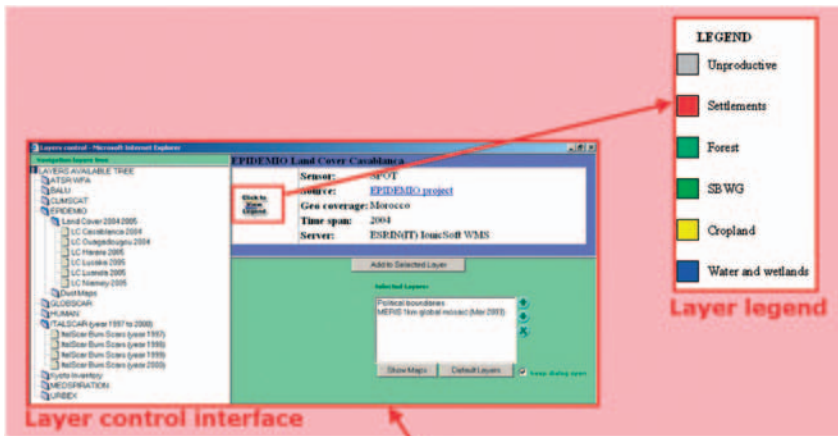 LEGEND
Unproductive
Settlements
Forest
SBWG
Cropland
Water and wetlands
Layer legend
Layers control - Microsoft Internet Explorer
Navigation layers tree
LAYERS AVAILABLE TREE
ATSR WFA
BALU
CUMSCAT
EPIDEMIO
Land Cover 2004 2005
LC Casablanca 2004
LC Ouagadougou 2004
LC Harare 2005
LC Lusaka 2005
LC Luanda 2005
LC Niamey 2005
Dust Maps
GLOBSCAR
HUMAN
ITALSCAR (year 1997 to 2000)
ItalScar Burn Scars (year 1997)
ItalScar Burn Scars (year 1998)
ItalScar Burn Scars (year 1999)
ItalScar Burn Scars (year 2000)
Kyoto Inventory
MEDSPIRATION
URBEX
EPIDEMIO Land Cover Casablanca
Click to
Show
Legend
Sensor: SPOT
Source: EPIDEMIO project
Geo coverage: Morocco
Time span: 2004
Server: ESRIN(IT) IonicSoft WMS
Add to Selected Layer
Selected Layers
Political boundaries
MERIS 1km global mosaic (Mar 2003)
Show Maps
Default Layers
keep dialog open
Layer control interface